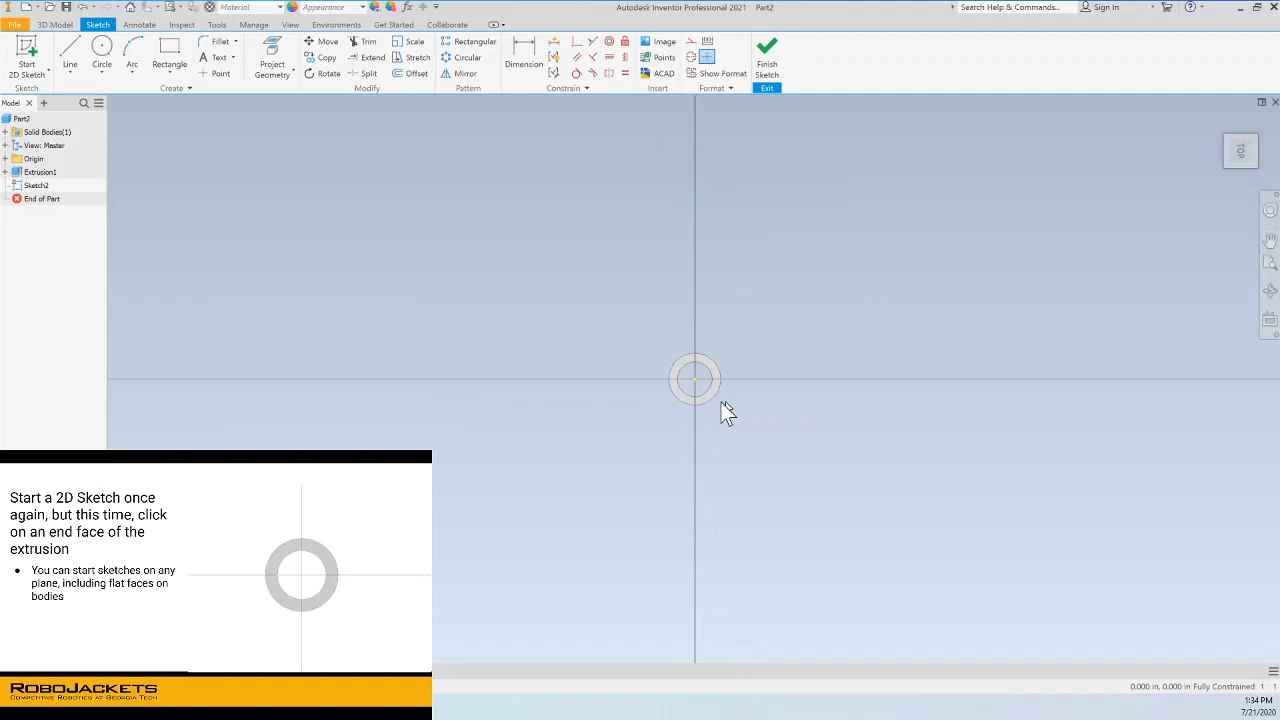 Material
Appearance
Autodesk Inventor Professional 2021 Part2
Search Help & Commands...
Sign In
File
3D Model
Sketch
Annotate
Inspect
Tools
Manage
View
Environments
Get Started
Collaborate
Start
2D Sketch
Line
Circle
Arc
Rectangle
Fillet
Text
Point
Project
Geometry
Move
Copy
Rotate
Trim
Extend
Split
Scale
Stretch
Offset
Rectangular
Circular
Mirror
Dimension
Image
Points
ACAD
Show Format
Finish
Sketch
Sketch
Create
Modify
Pattern
Constrain
Insert
Format
Exit
Model
Part2
Solid Bodies(1)
View: Master
Origin
Extrusion1
Sketch2
End of Part
TOP
Start a 2D Sketch once
again, but this time, click
on an end face of the
extrusion
• You can start sketches on any
plane, including flat faces on
bodies
ROBOJACKETS
COMPETITIVE ROBOTICS AT GEORGIA TECH
0.000 in, 0.000 in Fully Constrained 1 1
1:34 PM
7/21/2020